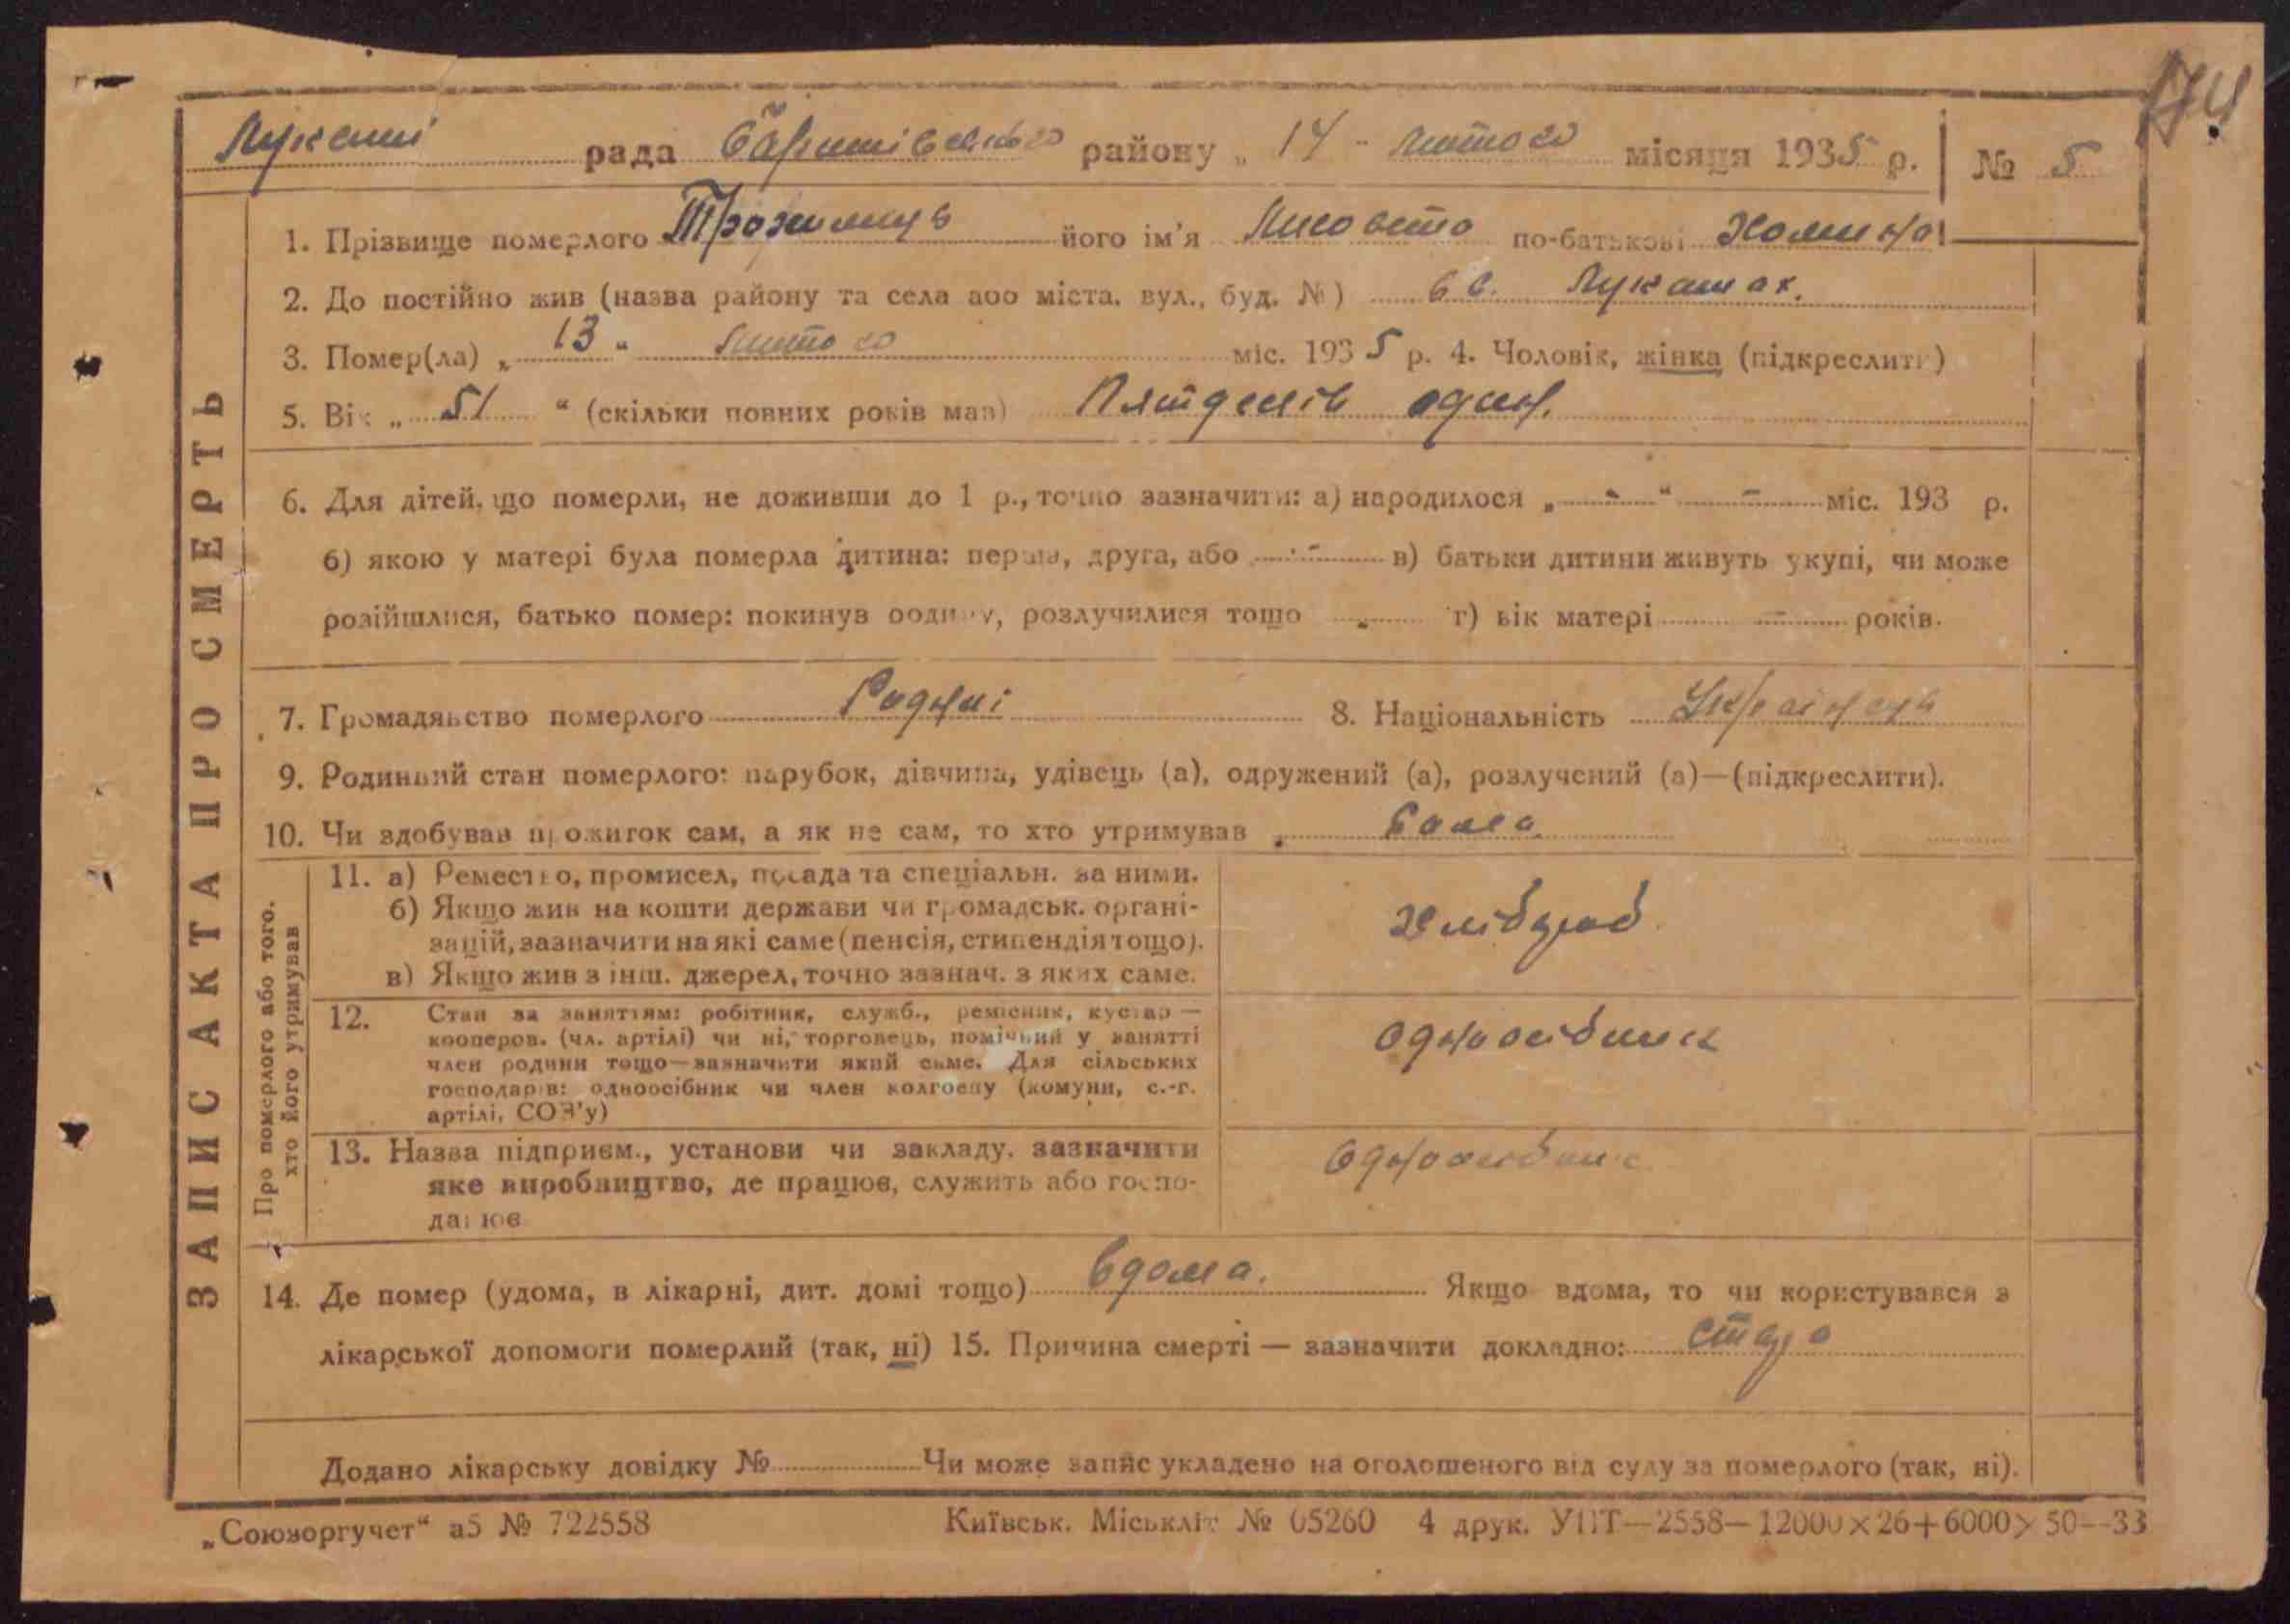 174
Лукаші рада Баришівського району „ 14 " лютого місяця 1935 р. № 5
ЗАПИС АКТА ПРО СМЕРТЬ
1. Прізвище померлого його ім'я Лисовета по-батькові Хомина
2. До постійно жив (назва району та села або міста, вул., буд. №) в с. Лукашах.
3. Помер(ла) „ 13 " лютого міс. 1935 р. 4. Чоловік, жінка (підкреслити)
5. Вік „ 51 " (скільки повних років мав) Пятдесів один.
6. Для дітей, що померли, не доживши до 1 р., точно зазначити: а) народилося „ - " - міс. 193 р.
б) якою у матері була померла дитина: перша, друга, або - в) батьки дитини живуть укупі, чи може
розійшлися, батько помер: покинув родину, розлучилися тощо - г) вік матері - років.
7. Громадянство померлого 8. Національність
9. Родинний стан померлого: парубок, дівчина, удівець (а), одружений (а), розлучений (а)—(підкреслити).
10. Чи здобував прожиток сам, а як не сам, то хто утримував „ Сама
Про померлого або того.
хто його утримував
11. а) Ремество, промисел, посада та спеціальн. за ними.
б) Якщо жив на кошти держави чи громадськ. органі-
зацій, зазначити на які саме (пенсія, стипендія тощо).
в) Якщо жив з інш. джерел, точно зазнач. з яких саме.
хлібороб
12. Стан за заняттям: робітник, служб., ремісник, кустар —
кооперов. (чл. артілі) чи ні, торговець, помічний у занятті
член родини тощо—зазначити який саме. Для сільських
господарів: одноосібник чи член колгоспу (комуни, с.-г.
артілі, СОЗ'у)
одноосібник
13. Назва підприєм., установи чи закладу. зазначити
яке виробництво, де працює, служить або госпо-
дарює
одноосібник
14. Де помер (удома, в лікарні, дит. домі тощо) вдома. Якщо вдома, то чи користувався з
лікарської допомоги померлий (так, ні) 15. Причина смерті — зазначити докладно: стара
Додано лікарську довідку № Чи може запис укладено на оголошеного від суду за померлого (так, ні).
„Союзоргучет" а5 № 722558 Київськ. Міськліт № 05260 4 друк. УПТ—2558—12000×26+6000×50—33